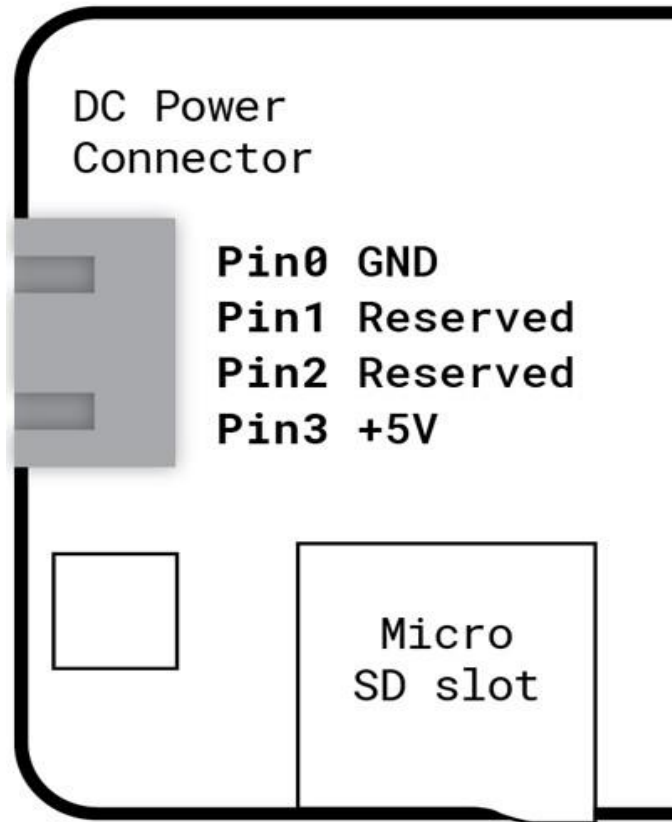 DC Power
Connector
Pin0 GND
Pin1 Reserved
Pin2 Reserved
Pin3 +5V
Micro
SD slot